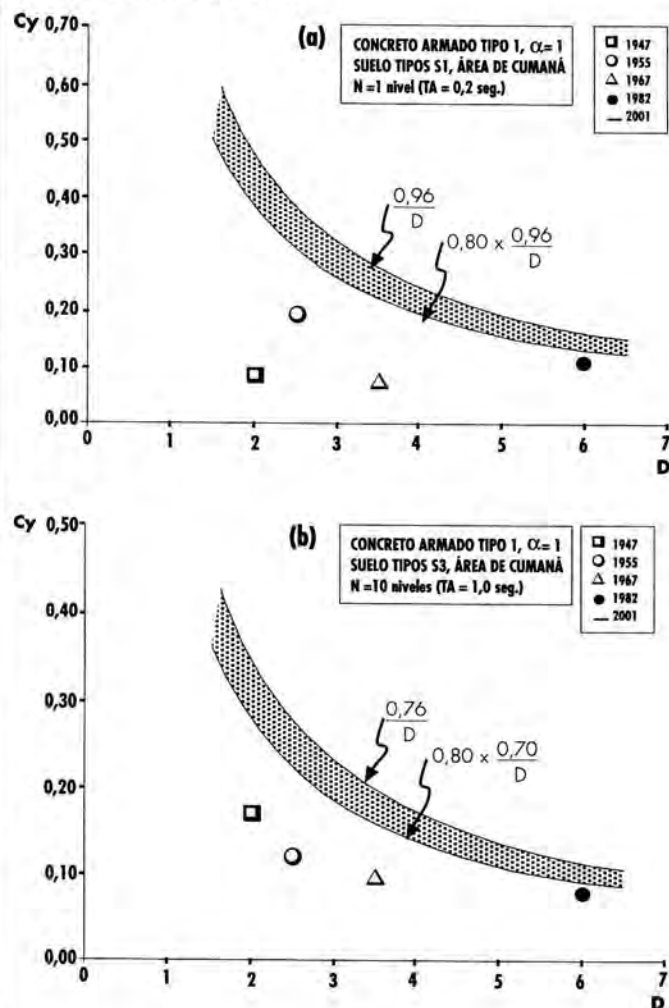 Cy 0,70
(a)
CONCRETO ARMADO TIPO 1, α= 1
SUELO TIPOS S1, ÁREA DE CUMANÁ
N =1 nivel (TA = 0,2 seg.)
1947
1955
1967
1982
2001
0,60
0,50
0,40
0,30
0,20
0,10
0,00
0,96
D
0,80 x 0,96
D
0 1 2 3 4 5 6 7
D
Cy 0,50
(b)
CONCRETO ARMADO TIPO 1, α= 1
SUELO TIPOS S3, ÁREA DE CUMANÁ
N =10 niveles (TA = 1,0 seg.)
1947
1955
1967
1982
2001
0,40
0,30
0,20
0,10
0,00
0,76
D
0,80 x 0,70
D
0 1 2 3 4 5 6 7
D